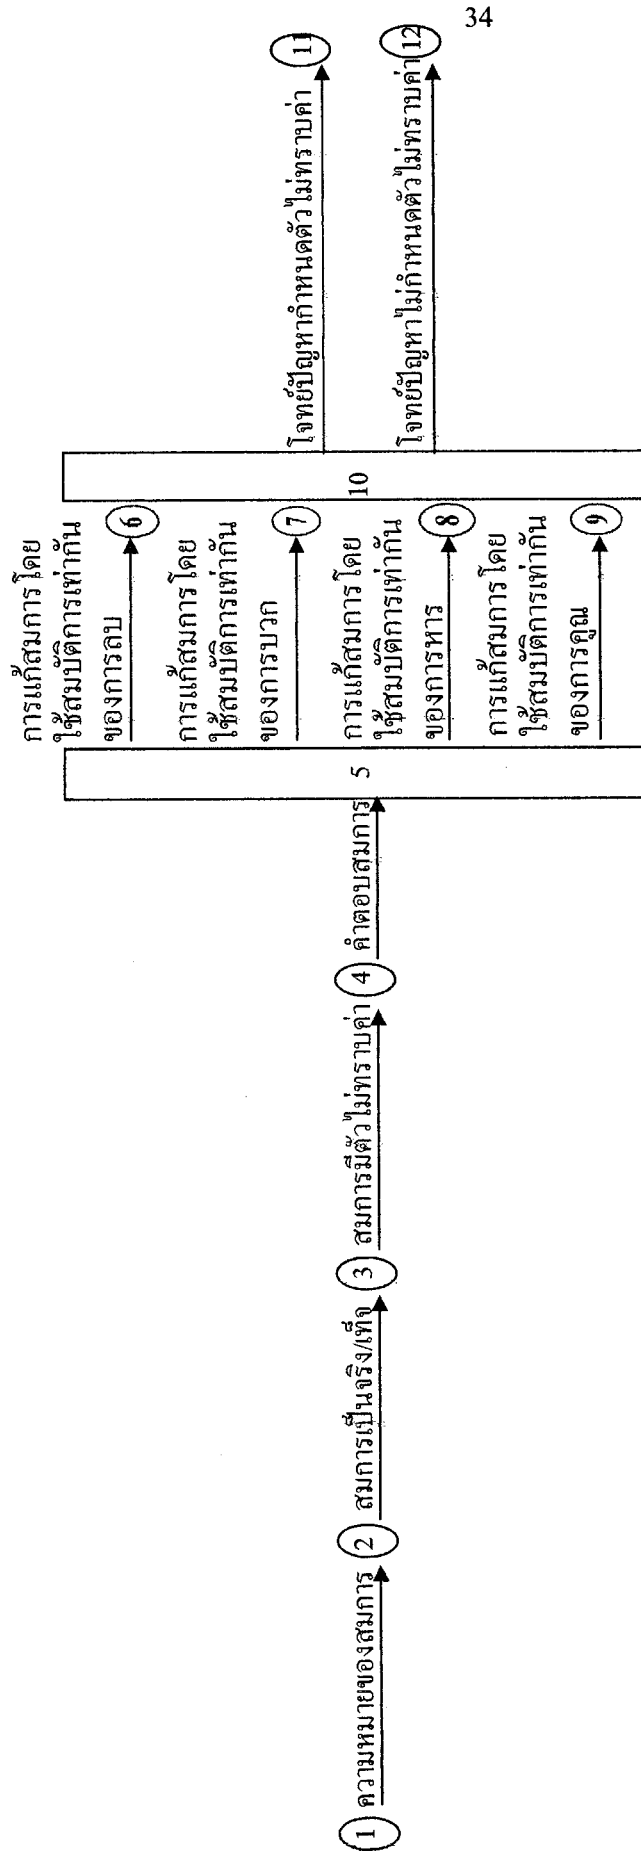 34
1
ความหมายของสมการ
2
สมการเป็นจริง/เท็จ
3
สมการมีตัวไม่ทราบค่า
4
คำตอบสมการ
5
การแก้สมการโดย
ใช้สมบัติการเท่ากัน
ของการลบ
6
การแก้สมการโดย
ใช้สมบัติการเท่ากัน
ของการบวก
7
การแก้สมการโดย
ใช้สมบัติการเท่ากัน
ของการหาร
8
การแก้สมการโดย
ใช้สมบัติการเท่ากัน
ของการคูณ
9
10
โจทย์ปัญหากำหนดตัวไม่ทราบค่า
11
โจทย์ปัญหาไม่กำหนดตัวไม่ทราบค่า
12